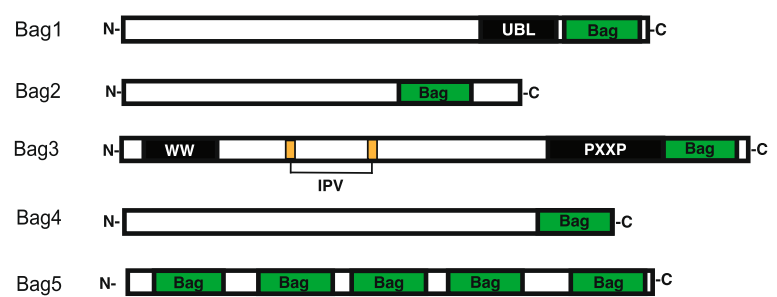 Bag1 N- UBL Bag -C
Bag2 N- Bag -C
Bag3 N- WW PXXP Bag -C
IPV
Bag4 N- Bag -C
Bag5 N- Bag Bag Bag Bag Bag -C